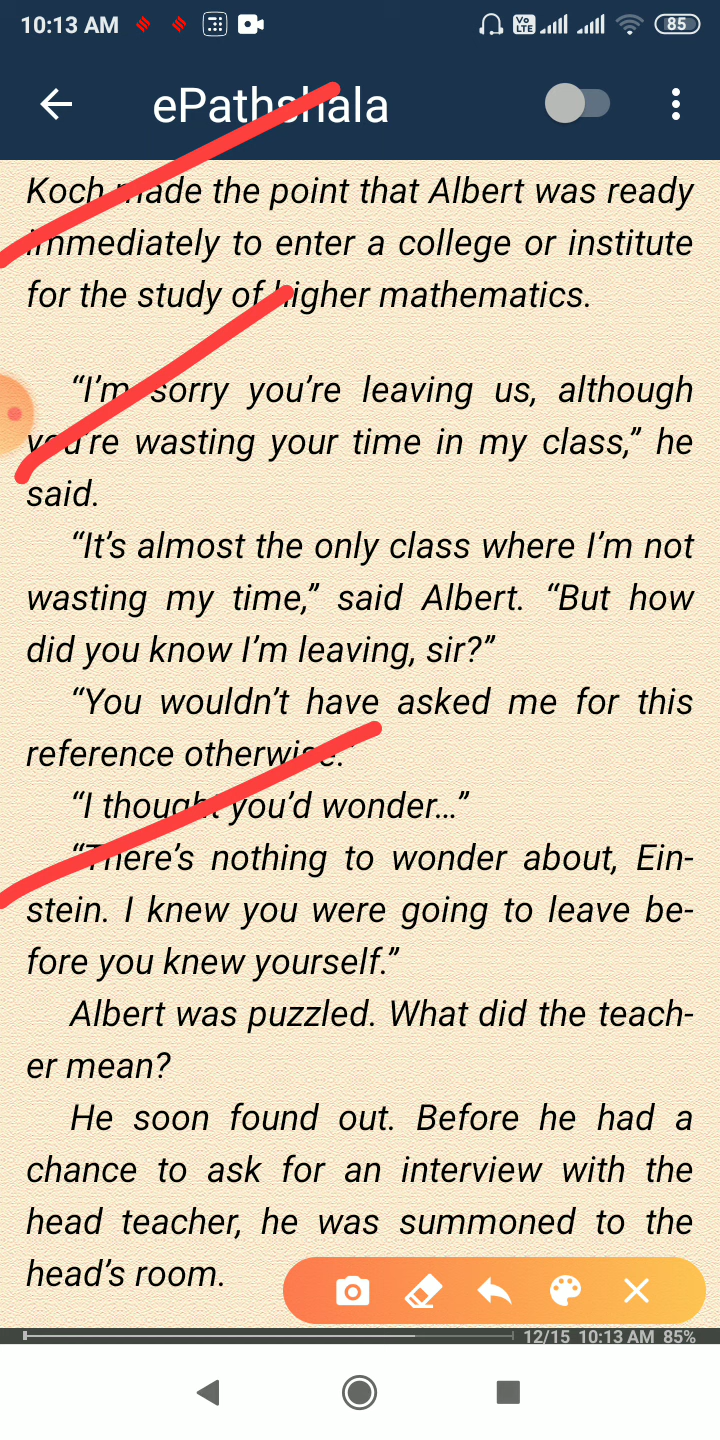 10:13 AM
Vo LTE
85
ePathshala
Koch made the point that Albert was ready
immediately to enter a college or institute
for the study of higher mathematics.
“I’m sorry you’re leaving us, although
you’re wasting your time in my class,” he
said.
“It’s almost the only class where I’m not
wasting my time,” said Albert. “But how
did you know I’m leaving, sir?”
“You wouldn’t have asked me for this
reference otherwise.”
“I thought you’d wonder…”
“There’s nothing to wonder about, Ein-
stein. I knew you were going to leave be-
fore you knew yourself.”
Albert was puzzled. What did the teach-
er mean?
He soon found out. Before he had a
chance to ask for an interview with the
head teacher, he was summoned to the
head’s room.
12/15 10:13 AM 85%